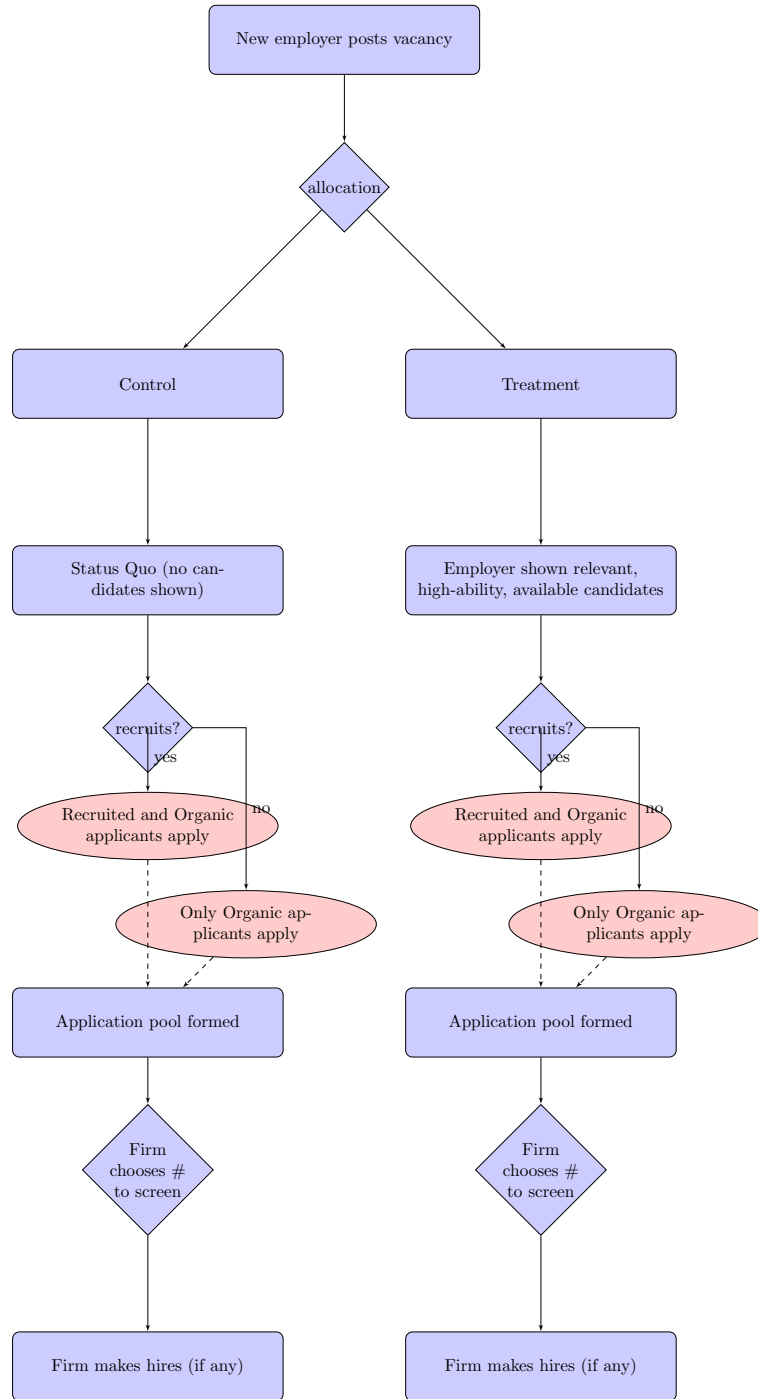 New employer posts vacancy
allocation
Control
Treatment
Status Quo (no can-
didates shown)
Employer shown relevant,
high-ability, available candidates
recruits?
yes
no
recruits?
yes
no
Recruited and Organic
applicants apply
Recruited and Organic
applicants apply
Only Organic ap-
plicants apply
Only Organic ap-
plicants apply
Application pool formed
Application pool formed
Firm
chooses #
to screen
Firm
chooses #
to screen
Firm makes hires (if any)
Firm makes hires (if any)